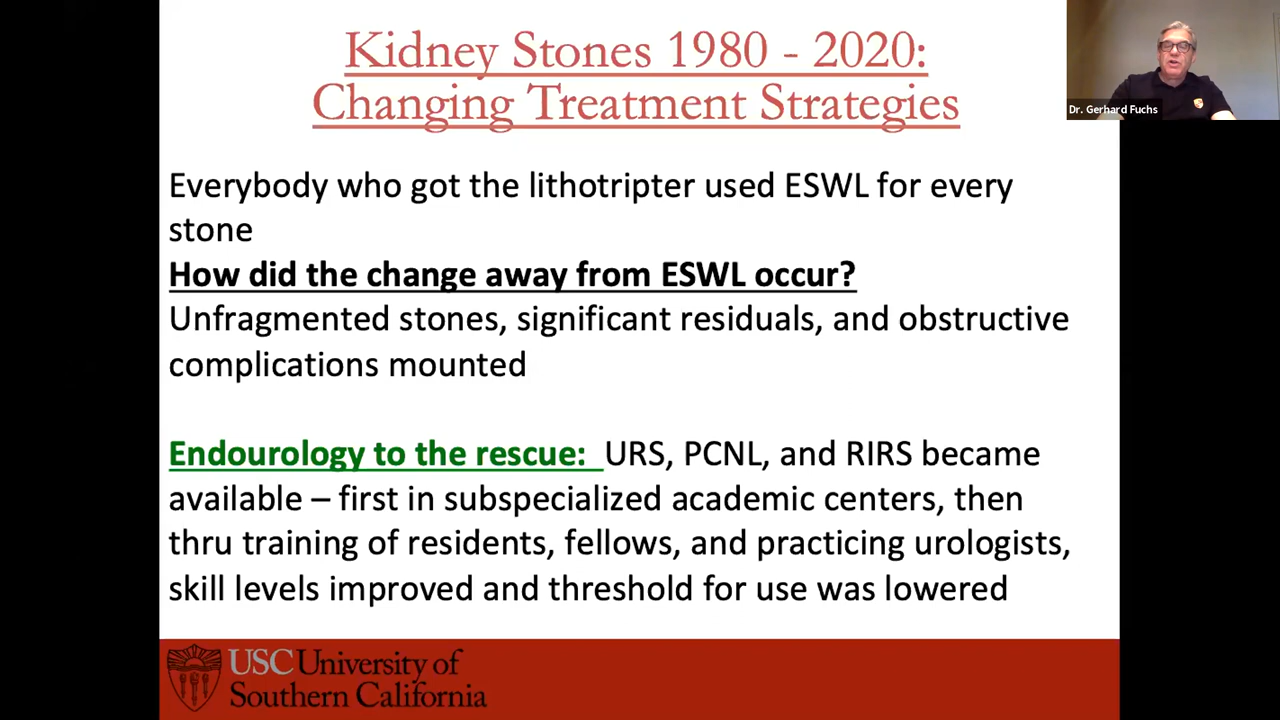 Kidney Stones 1980 - 2020:
Changing Treatment Strategies
Dr. Gerhard Fuchs
Everybody who got the lithotripter used ESWL for every
stone
How did the change away from ESWL occur?
Unfragmented stones, significant residuals, and obstructive
complications mounted
Endourology to the rescue: URS, PCNL, and RIRS became
available – first in subspecialized academic centers, then
thru training of residents, fellows, and practicing urologists,
skill levels improved and threshold for use was lowered
USC University of
Southern California